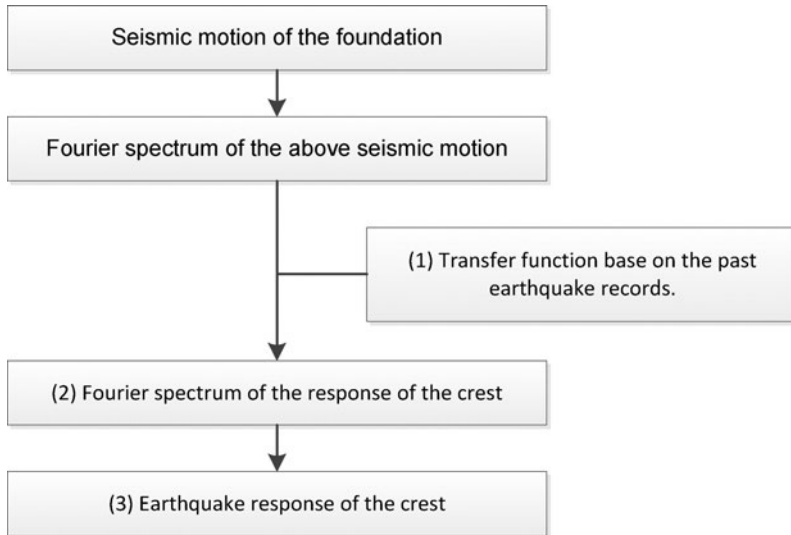 Seismic motion of the foundation
Fourier spectrum of the above seismic motion
(1) Transfer function base on the past
earthquake records.
(2) Fourier spectrum of the response of the crest
(3) Earthquake response of the crest